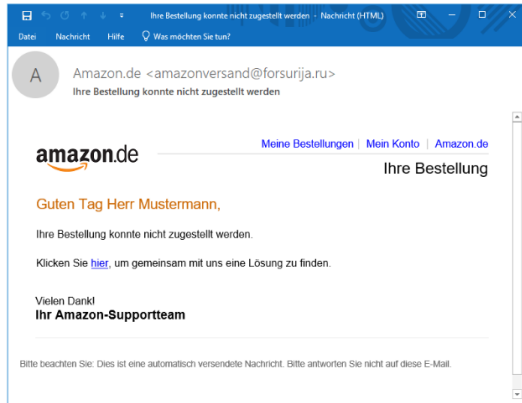 Ihre Bestellung konnte nicht zugestellt werden - Nachricht (HTML)
Datei Nachricht Hilfe Was möchten Sie tun?
A
Amazon.de <amazonversand@forsurija.ru>
Ihre Bestellung konnte nicht zugestellt werden
Meine Bestellungen | Mein Konto | Amazon.de
amazon.de
Ihre Bestellung
Guten Tag Herr Mustermann,
Ihre Bestellung konnte nicht zugestellt werden.
Klicken Sie hier, um gemeinsam mit uns eine Lösung zu finden.
Vielen Dank!
Ihr Amazon-Supportteam
Bitte beachten Sie: Dies ist eine automatisch versendete Nachricht. Bitte antworten Sie nicht auf diese E-Mail.